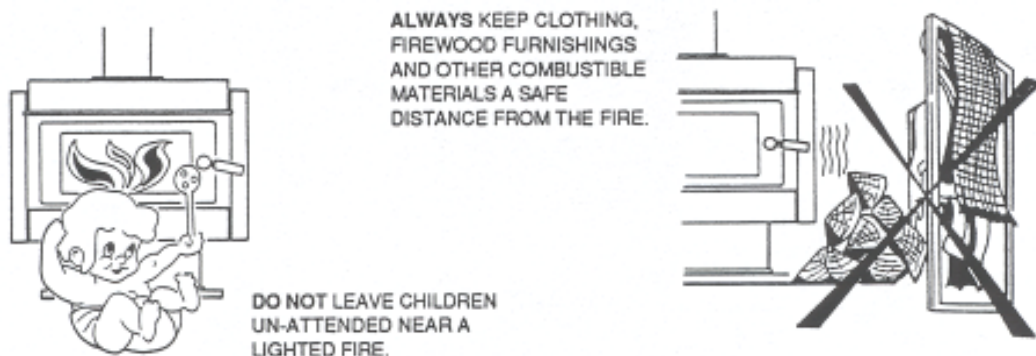 ALWAYS KEEP CLOTHING,
FIREWOOD FURNISHINGS
AND OTHER COMBUSTIBLE
MATERIALS A SAFE
DISTANCE FROM THE FIRE.
DO NOT LEAVE CHILDREN
UN-ATTENDED NEAR A
LIGHTED FIRE.